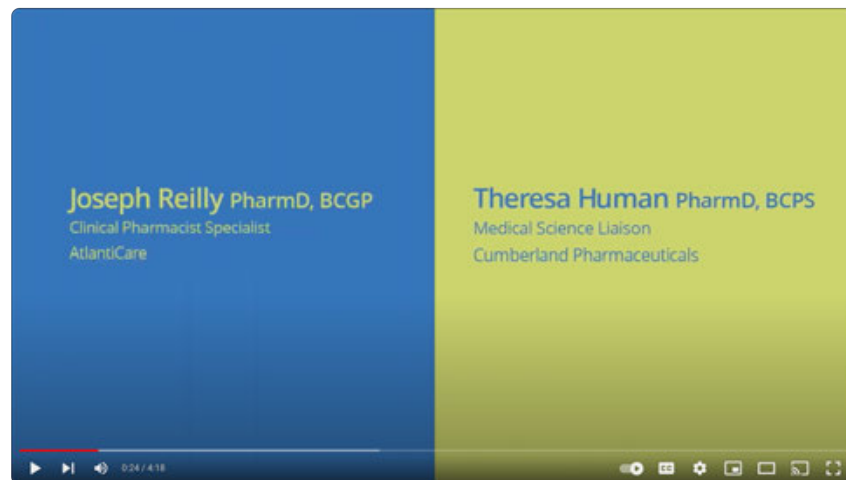 Joseph Reilly PharmD, BCGP
Clinical Pharmacist Specialist
AtlantiCare
Theresa Human PharmD, BCPS
Medical Science Liaison
Cumberland Pharmaceuticals
0:24 / 4:18
CC